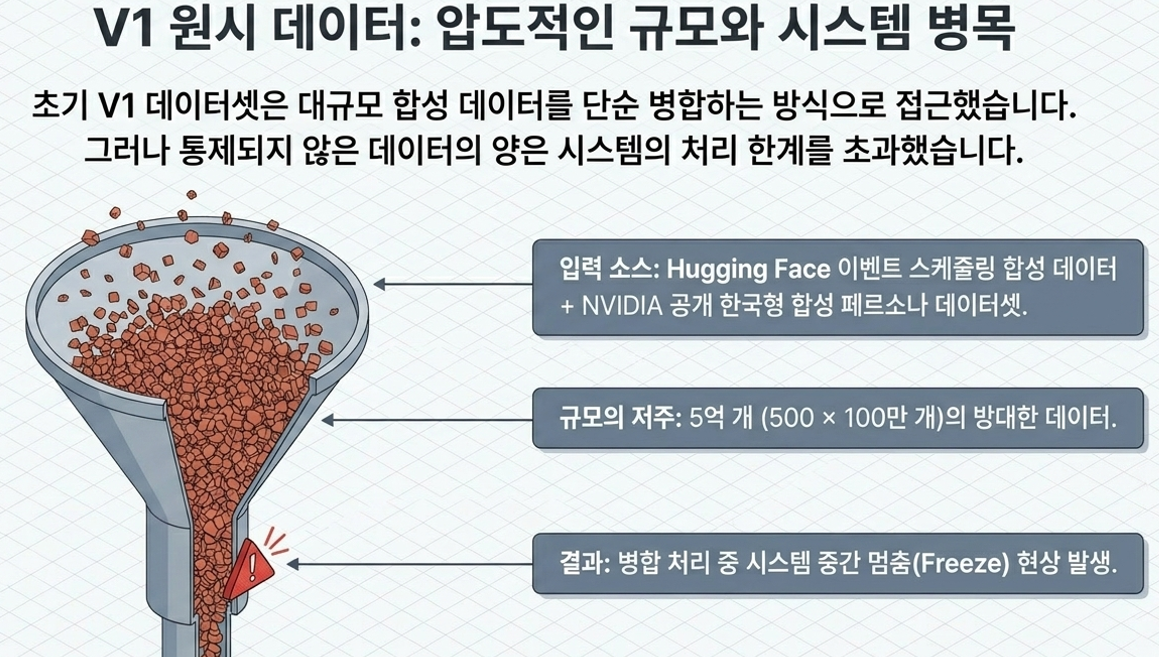 V1 원시 데이터: 압도적인 규모와 시스템 병목
초기 V1 데이터셋은 대규모 합성 데이터를 단순 병합하는 방식으로 접근했습니다.
그러나 통제되지 않은 데이터의 양은 시스템의 처리 한계를 초과했습니다.
입력 소스: Hugging Face 이벤트 스케줄링 합성 데이터
+ NVIDIA 공개 한국형 합성 페르소나 데이터셋.
규모의 저주: 5억 개 (500 × 100만 개)의 방대한 데이터.
결과: 병합 처리 중 시스템 중간 멈춤(Freeze) 현상 발생.